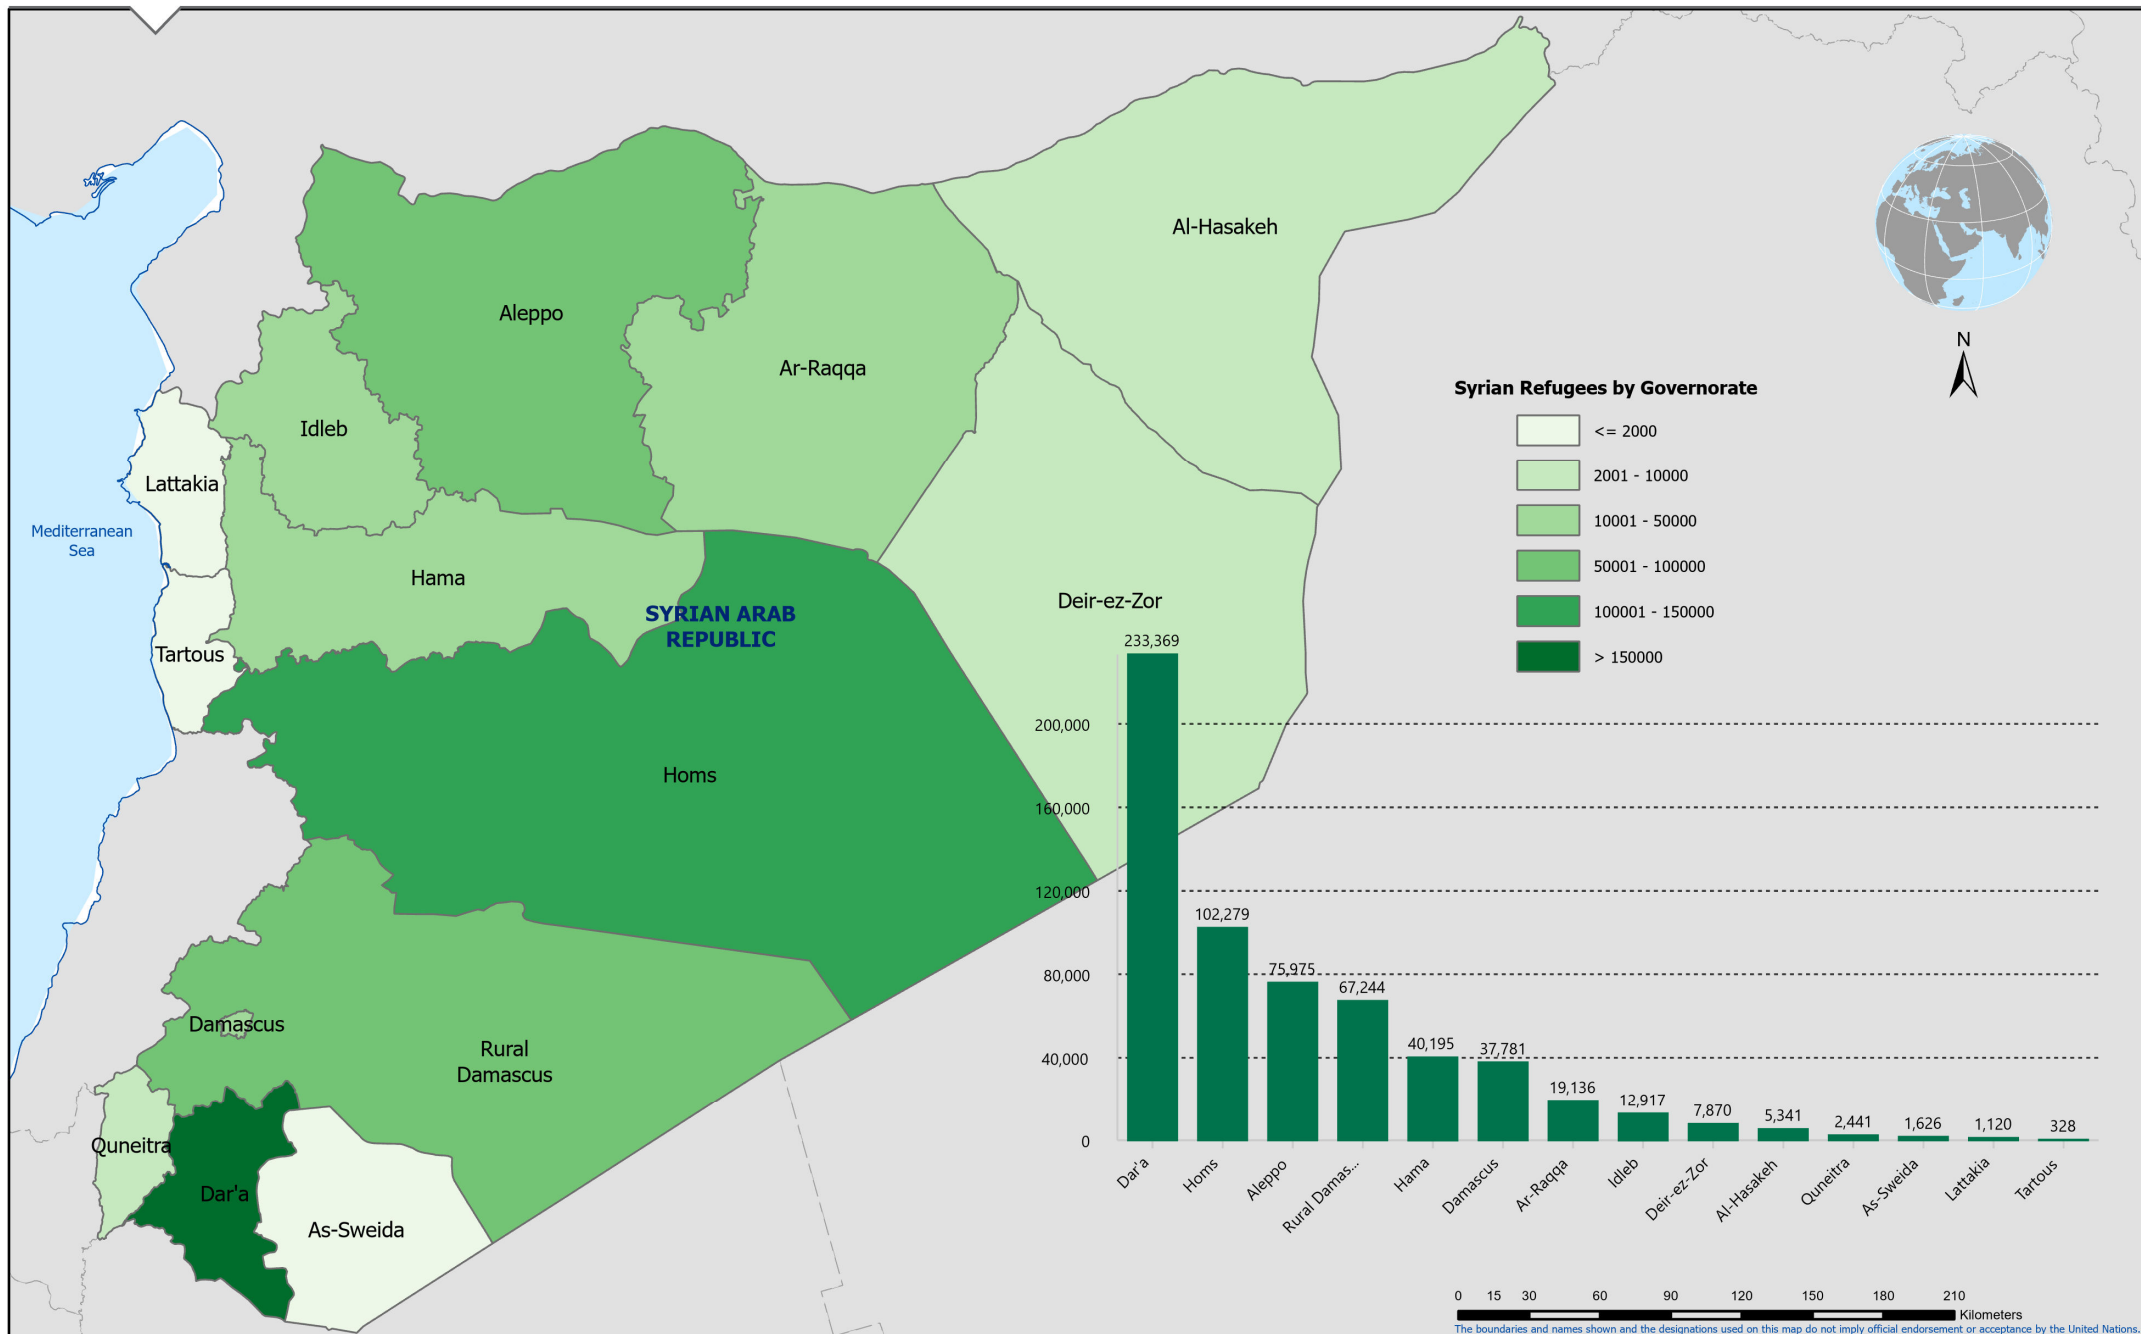 Al-Hasakeh
Aleppo
Ar-Raqqa
Idleb
Lattakia
Mediterranean
Sea
Hama
Deir-ez-Zor
SYRIAN ARAB
REPUBLIC
Tartous
Homs
Damascus
Rural
Damascus
Quneitra
Dar'a
As-Sweida
N
Syrian Refugees by Governorate
<= 2000
2001 - 10000
10001 - 50000
50001 - 100000
100001 - 150000
> 150000
233,369
200,000
160,000
120,000
102,279
80,000
75,975
67,244
40,195
37,781
40,000
19,136
12,917
7,870
5,341
2,441
1,626
1,120
328
0
Dar'a
Homs
Aleppo
Rural Damas...
Hama
Damascus
Ar-Raqqa
Idleb
Deir-ez-Zor
Al-Hasakeh
Quneitra
As-Sweida
Lattakia
Tartous
0 15 30 60 90 120 150 180 210
Kilometers
The boundaries and names shown and the designations used on this map do not imply official endorsement or acceptance by the United Nations.